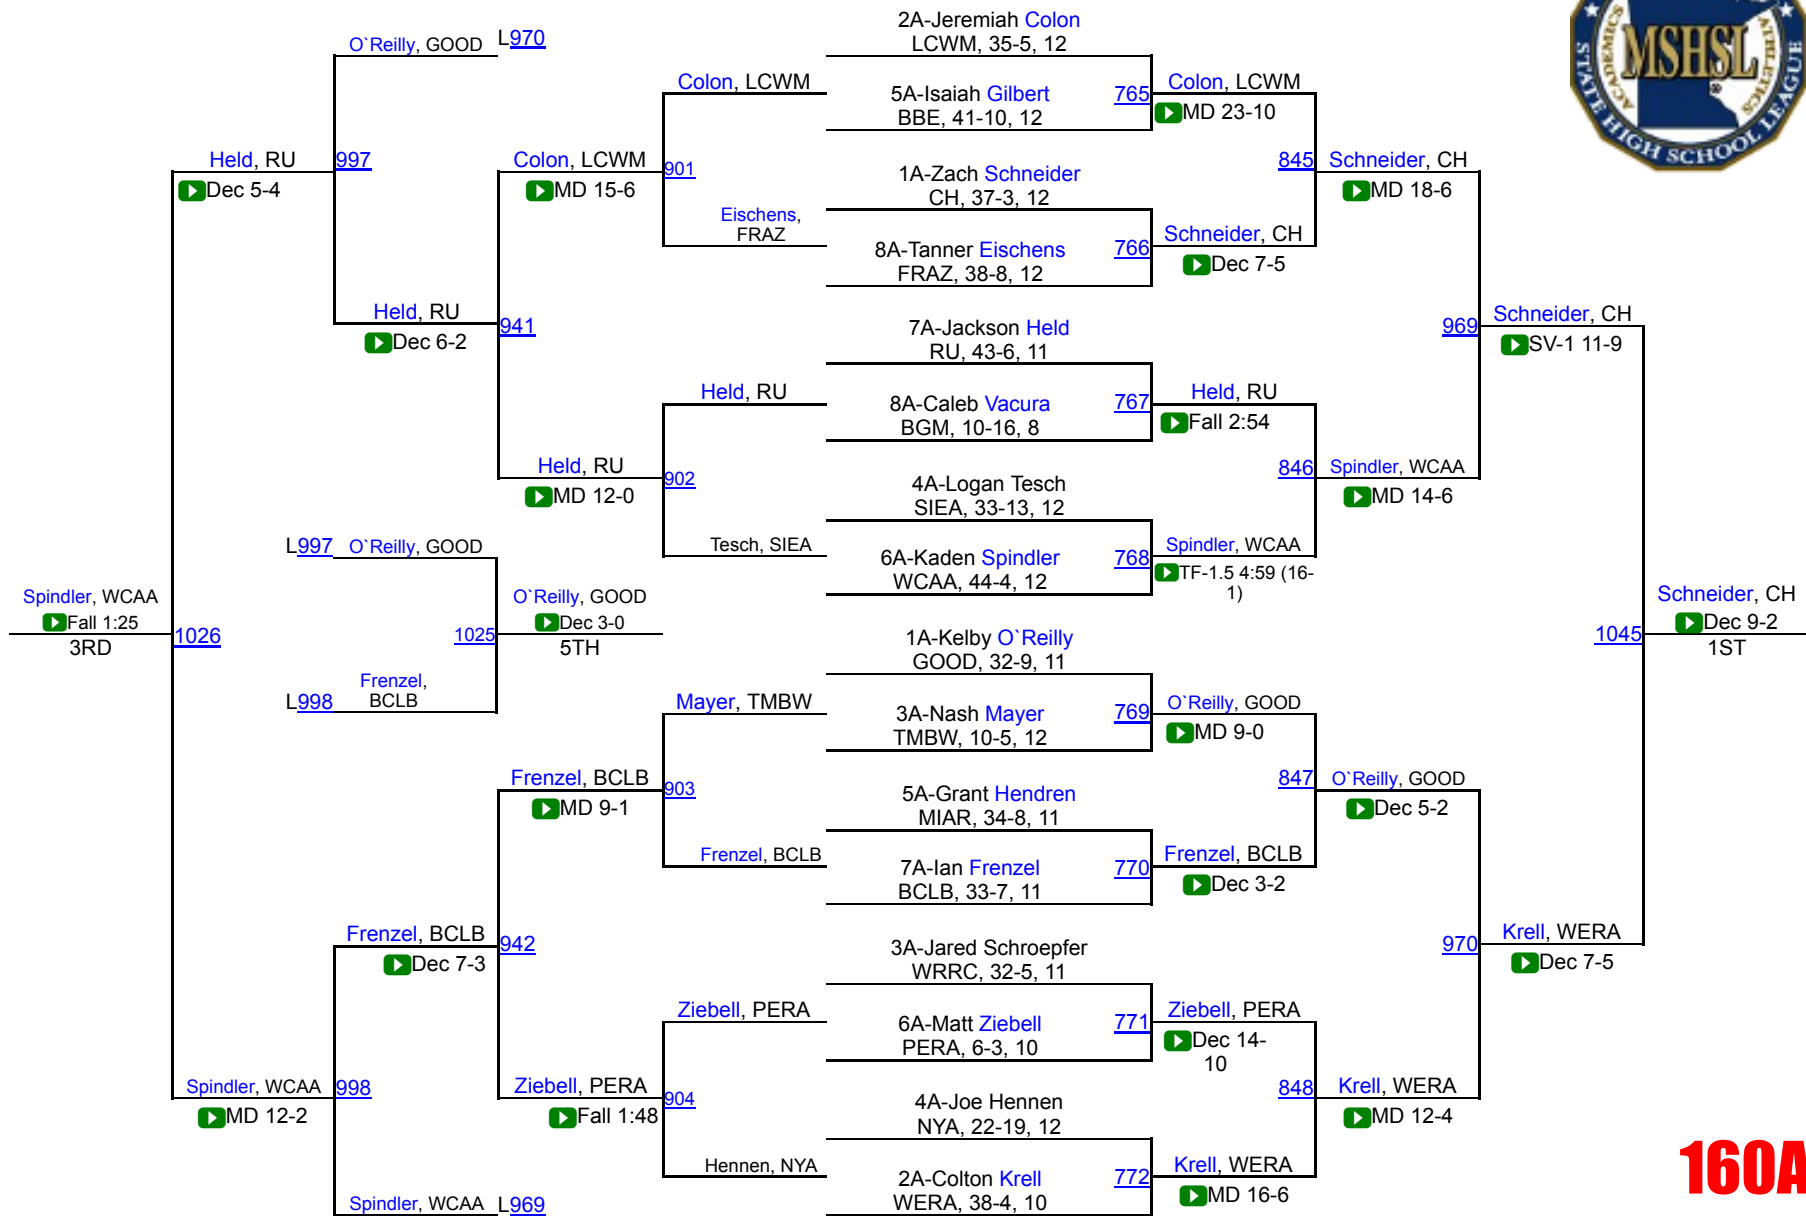 O`Reilly, GOOD
L970
Held, RU
Dec 5-4
997
Held, RU
Dec 6-2
941
Colon, LCWM
MD 15-6
901
Colon, LCWM
Eischens,
FRAZ
Held, RU
MD 12-0
902
Held, RU
Tesch, SIEA
L997
O`Reilly, GOOD
L998
Frenzel,
BCLB
1025
O`Reilly, GOOD
Dec 3-0
5TH
Spindler, WCAA
Fall 1:25
3RD
1026
Mayer, TMBW
Frenzel, BCLB
MD 9-1
903
Frenzel, BCLB
Frenzel, BCLB
Dec 7-3
942
Ziebell, PERA
Ziebell, PERA
Fall 1:48
904
Hennen, NYA
Spindler, WCAA
MD 12-2
998
Spindler, WCAA
L969
2A-Jeremiah Colon
LCWM, 35-5, 12
5A-Isaiah Gilbert
BBE, 41-10, 12
765
1A-Zach Schneider
CH, 37-3, 12
8A-Tanner Eischens
FRAZ, 38-8, 12
766
7A-Jackson Held
RU, 43-6, 11
8A-Caleb Vacura
BGM, 10-16, 8
767
4A-Logan Tesch
SIEA, 33-13, 12
6A-Kaden Spindler
WCAA, 44-4, 12
768
1A-Kelby O`Reilly
GOOD, 32-9, 11
3A-Nash Mayer
TMBW, 10-5, 12
769
5A-Grant Hendren
MIAR, 34-8, 11
7A-Ian Frenzel
BCLB, 33-7, 11
770
3A-Jared Schroepfer
WRRC, 32-5, 11
6A-Matt Ziebell
PERA, 6-3, 10
771
4A-Joe Hennen
NYA, 22-19, 12
2A-Colton Krell
WERA, 38-4, 10
772
Colon, LCWM
MD 23-10
845
Schneider, CH
Dec 7-5
Held, RU
Fall 2:54
846
Spindler, WCAA
TF-1.5 4:59 (16-
1)
O`Reilly, GOOD
MD 9-0
847
Frenzel, BCLB
Dec 3-2
Ziebell, PERA
Dec 14-
10
848
Krell, WERA
MD 16-6
Schneider, CH
MD 18-6
969
Spindler, WCAA
MD 14-6
O`Reilly, GOOD
Dec 5-2
970
Krell, WERA
MD 12-4
Schneider, CH
SV-1 11-9
1045
Krell, WERA
Dec 7-5
Schneider, CH
Dec 9-2
1ST
MSHSL
ACADEMICS
ATHLETICS
STATE HIGH SCHOOL LEAGUE
160A